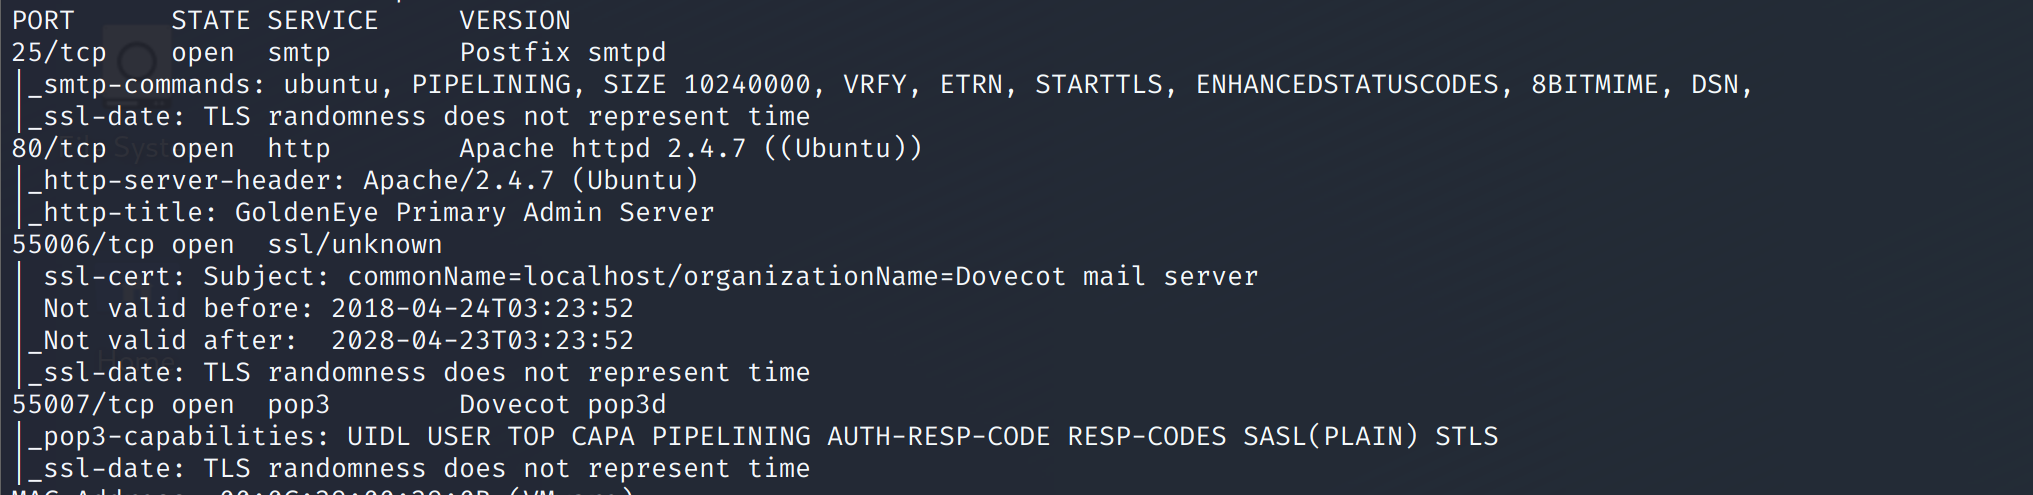 PORT      STATE SERVICE     VERSION
25/tcp    open  smtp        Postfix smtpd
|_smtp-commands: ubuntu, PIPELINING, SIZE 10240000, VRFY, ETRN, STARTTLS, ENHANCEDSTATUSCODES, 8BITMIME, DSN,
|_ssl-date: TLS randomness does not represent time
80/tcp    open  http        Apache httpd 2.4.7 ((Ubuntu))
|_http-server-header: Apache/2.4.7 (Ubuntu)
|_http-title: GoldenEye Primary Admin Server
55006/tcp open  ssl/unknown
| ssl-cert: Subject: commonName=localhost/organizationName=Dovecot mail server
| Not valid before: 2018-04-24T03:23:52
|_Not valid after:  2028-04-23T03:23:52
|_ssl-date: TLS randomness does not represent time
55007/tcp open  pop3        Dovecot pop3d
|_pop3-capabilities: UIDL USER TOP CAPA PIPELINING AUTH-RESP-CODE RESP-CODES SASL(PLAIN) STLS
|_ssl-date: TLS randomness does not represent time
Home